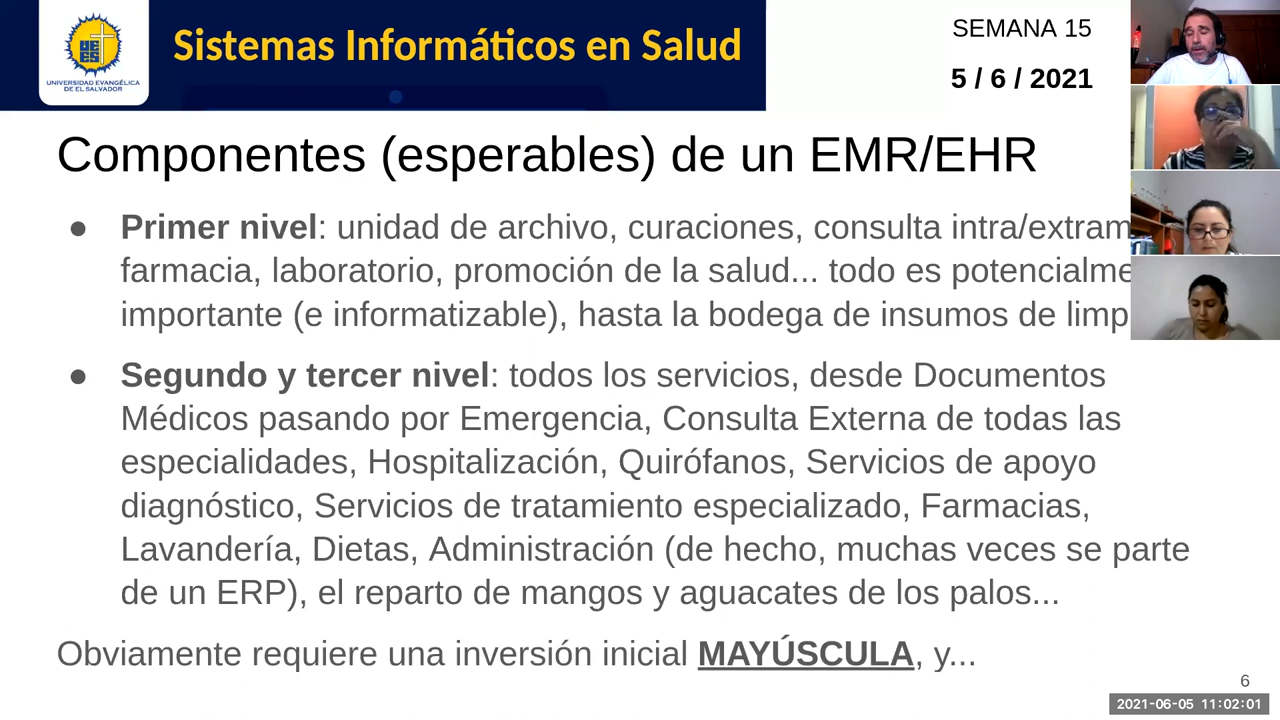 Sistemas Informáticos en Salud
UNIVERSIDAD EVANGÉLICA
DE EL SALVADOR
SEMANA 15
5 / 6 / 2021
Componentes (esperables) de un EMR/EHR
● Primer nivel: unidad de archivo, curaciones, consulta intra/extram
farmacia, laboratorio, promoción de la salud... todo es potencialme
importante (e informatizable), hasta la bodega de insumos de limp
● Segundo y tercer nivel: todos los servicios, desde Documentos
Médicos pasando por Emergencia, Consulta Externa de todas las
especialidades, Hospitalización, Quirófanos, Servicios de apoyo
diagnóstico, Servicios de tratamiento especializado, Farmacias,
Lavandería, Dietas, Administración (de hecho, muchas veces se parte
de un ERP), el reparto de mangos y aguacates de los palos...
Obviamente requiere una inversión inicial MAYÚSCULA, y...
6
2021-06-05 11:02:01